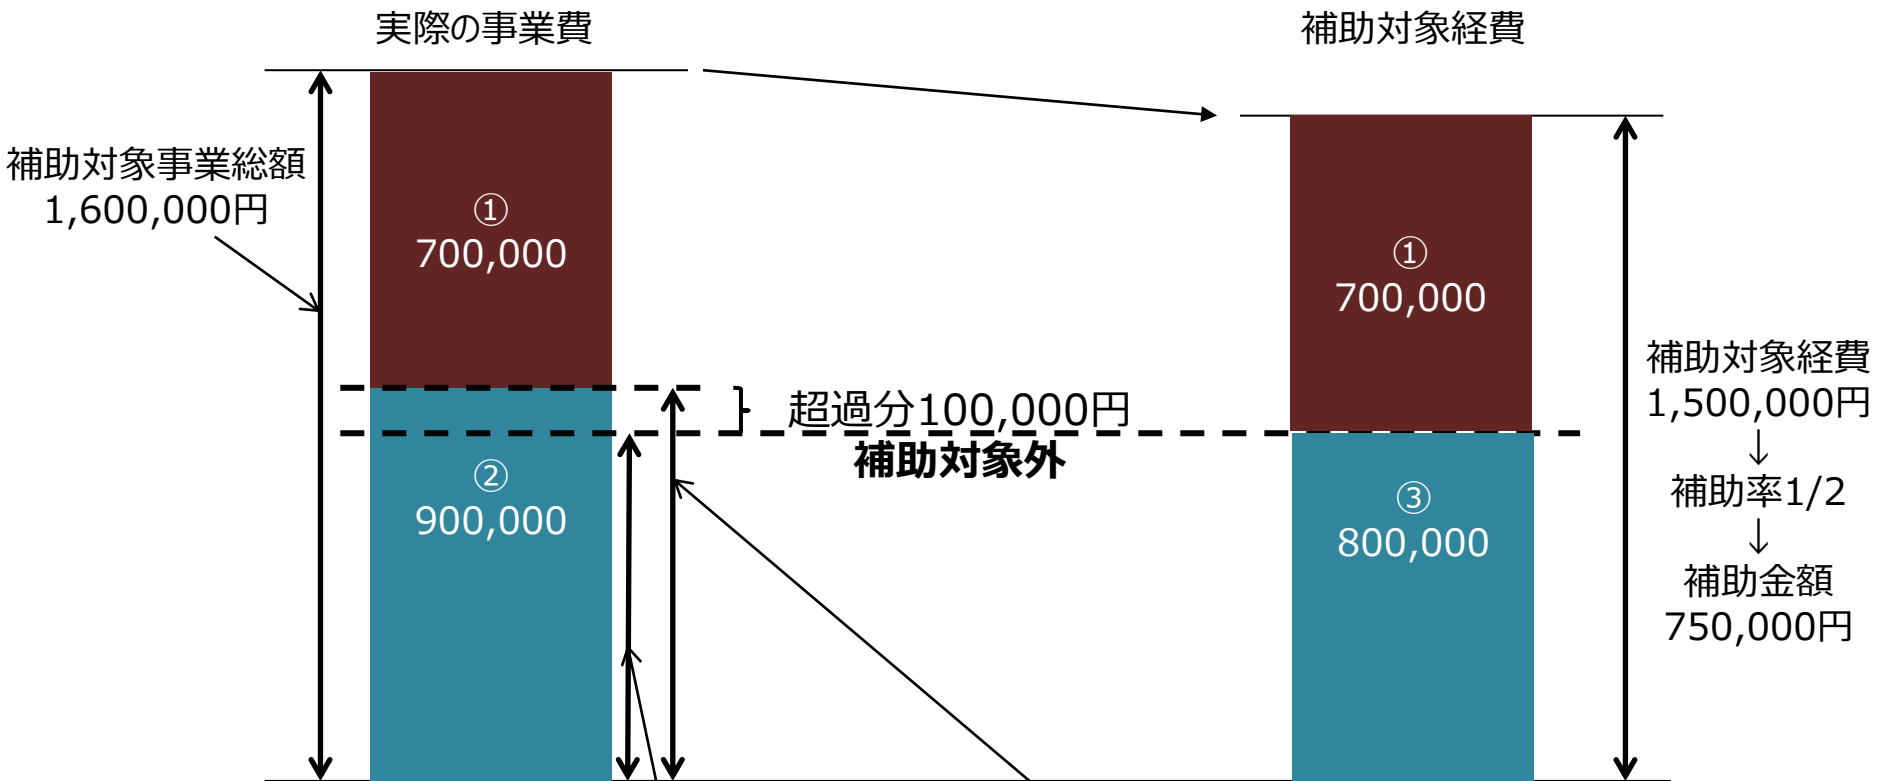 実際の事業費
補助対象経費
補助対象事業総額
1,600,000円
①
700,000
①
700,000
超過分100,000円
補助対象外
②
900,000
③
800,000
補助対象経費
1,500,000円
↓
補助率1/2
↓
補助金額
750,000円